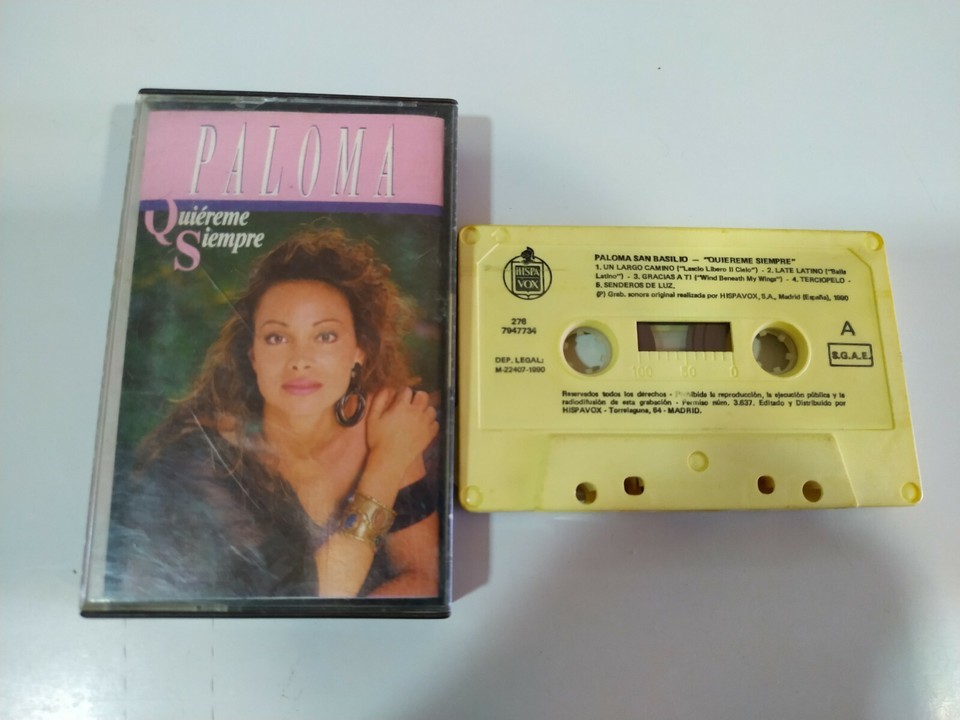 PALOMA
Quiéreme
Siempre
HISPA
VOX
PALOMA SAN BASILIO — "QUIEREME SIEMPRE"
1. UN LARGO CAMINO ("Lascio Libero Il Cielo") - 2. LATE LATINO ("Baila
Latino") - 3. GRACIAS A TI ("Wind Beneath My Wings") - 4. TERCIOPELO -
5. SENDEROS DE LUZ.
(P) Grab. sonora original realizada por HISPAVOX, S.A., Madrid (España), 1990
276
7947734
DEP. LEGAL:
M-22407-1990
A
S.G.A.E.
100 50 0
Reservados todos los derechos - Prohibida la reproducción, la ejecución pública y la
radiodifusión de esta grabación - Permiso núm. 3.637. Editado y Distribuido por
HISPAVOX - Torrelaguna, 64 - MADRID.